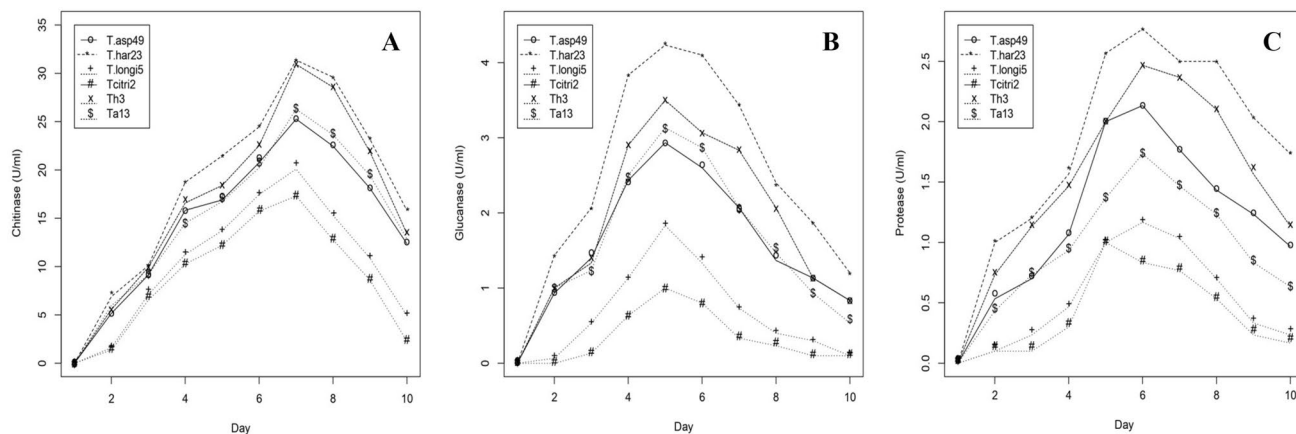 A
Chitinase (U/ml)
35
30
25
20
15
10
5
0
T.asp49
T.har23
T.longi5
Tcitri2
Th3
Ta13
2 4 6 8 10
Day
B
Glucanase (U/ml)
4
3
2
1
0
T.asp49
T.har23
T.longi5
Tcitri2
Th3
Ta13
2 4 6 8 10
Day
C
Protease (U/ml)
2.5
2.0
1.5
1.0
0.5
0.0
T.asp49
T.har23
T.longi5
Tcitri2
Th3
Ta13
2 4 6 8 10
Day